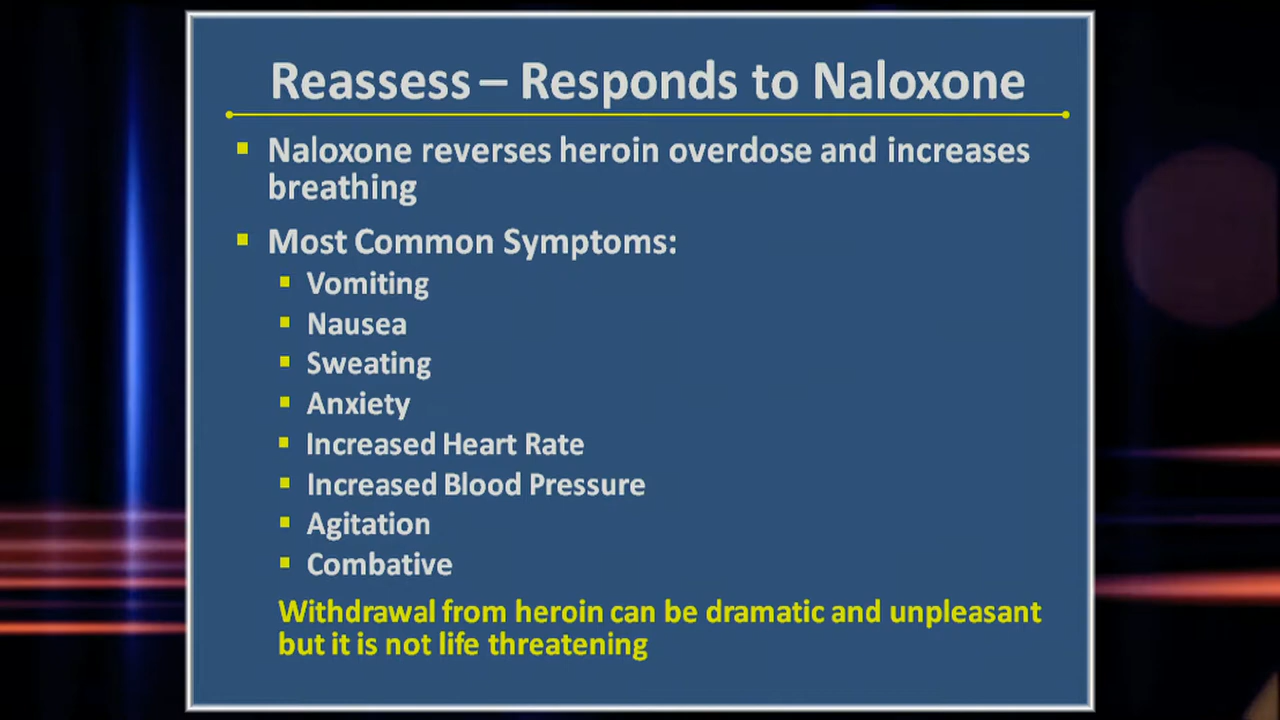 Reassess – Responds to Naloxone
Naloxone reverses heroin overdose and increases
breathing
Most Common Symptoms:
Vomiting
Nausea
Sweating
Anxiety
Increased Heart Rate
Increased Blood Pressure
Agitation
Combative
Withdrawal from heroin can be dramatic and unpleasant
but it is not life threatening